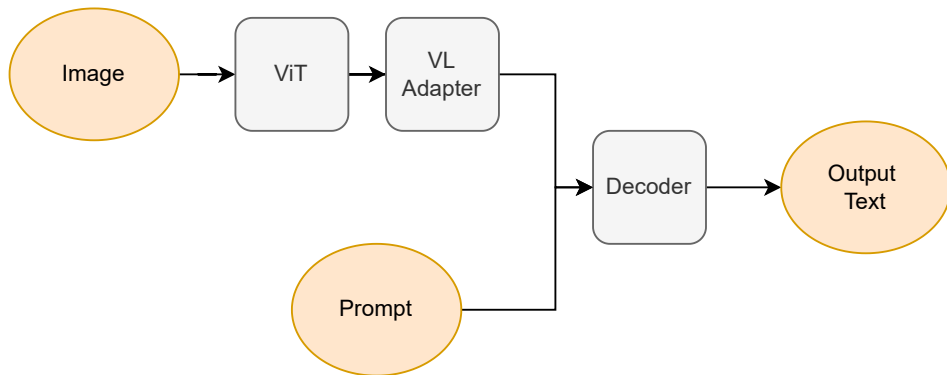 Image
ViT
VL
Adapter
Decoder
Output
Text
Prompt